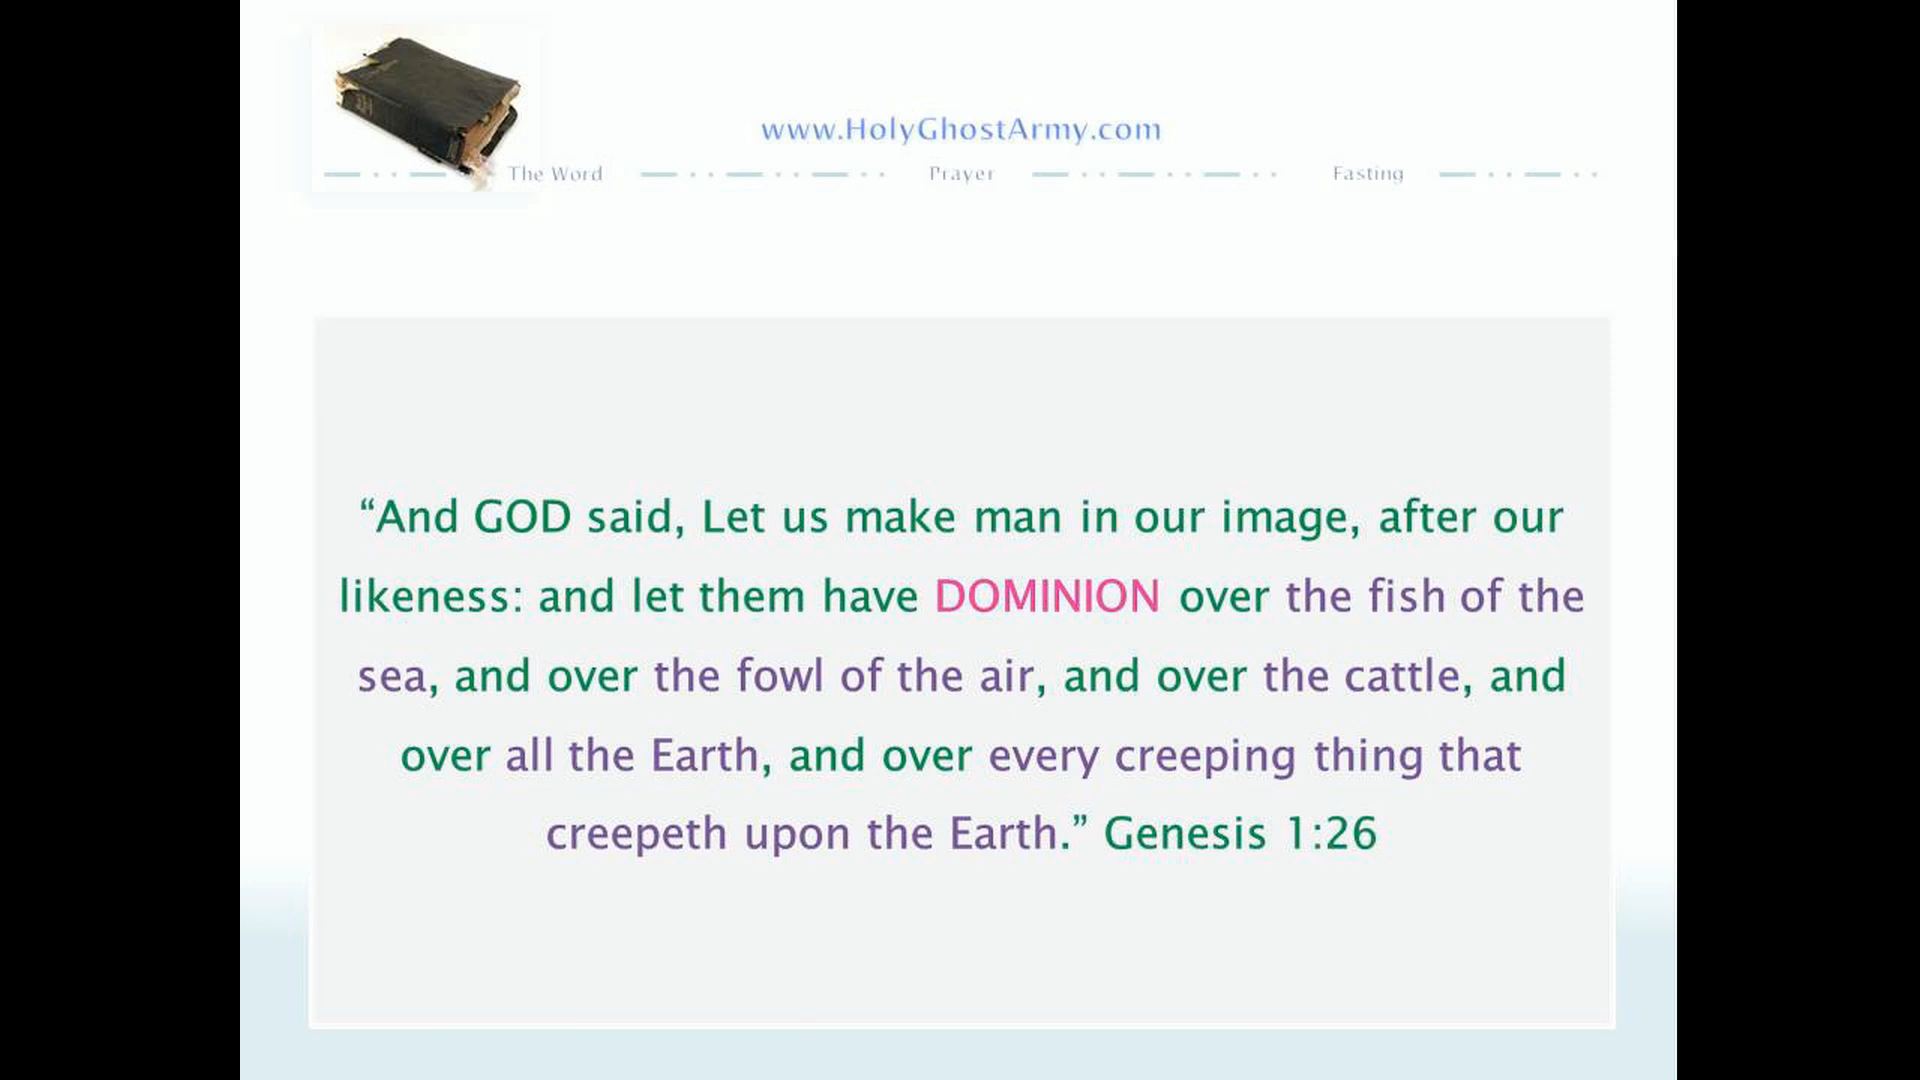 www.HolyGhostArmy.com
The Word Prayer Fasting
“And GOD said, Let us make man in our image, after our
likeness: and let them have DOMINION over the fish of the
sea, and over the fowl of the air, and over the cattle, and
over all the Earth, and over every creeping thing that
creepeth upon the Earth.” Genesis 1:26